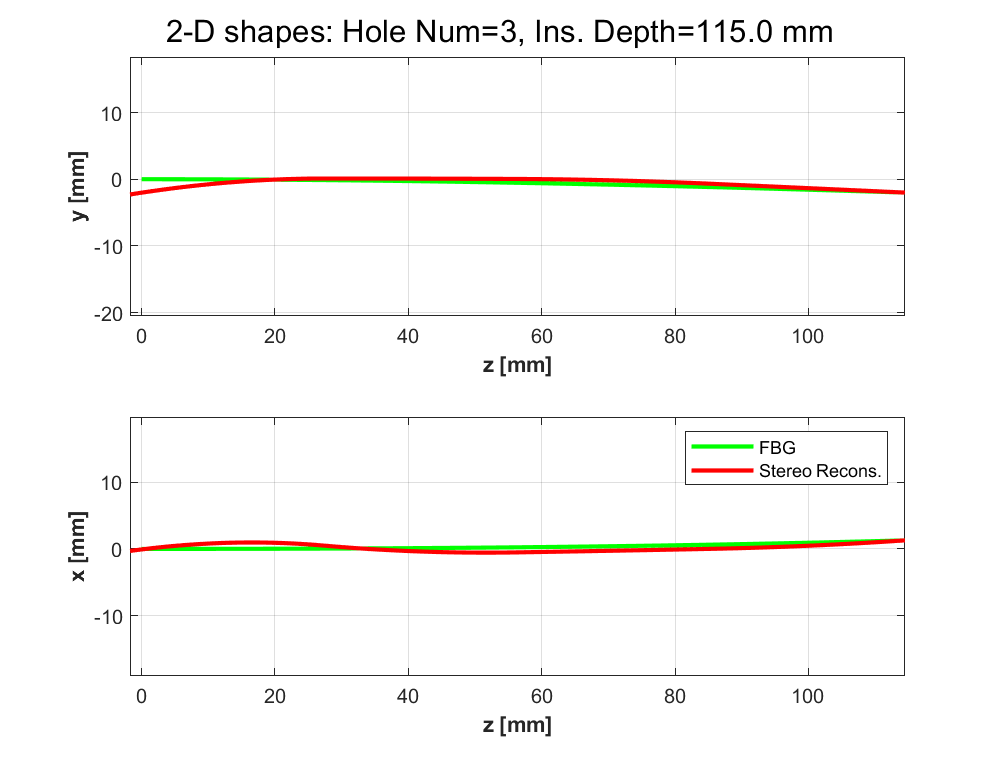 2-D shapes: Hole Num=3, Ins. Depth=115.0 mm
10
0
-10
-20
y [mm]
0 20 40 60 80 100
z [mm]
FBG
Stereo Recons.
10
0
-10
x [mm]
0 20 40 60 80 100
z [mm]